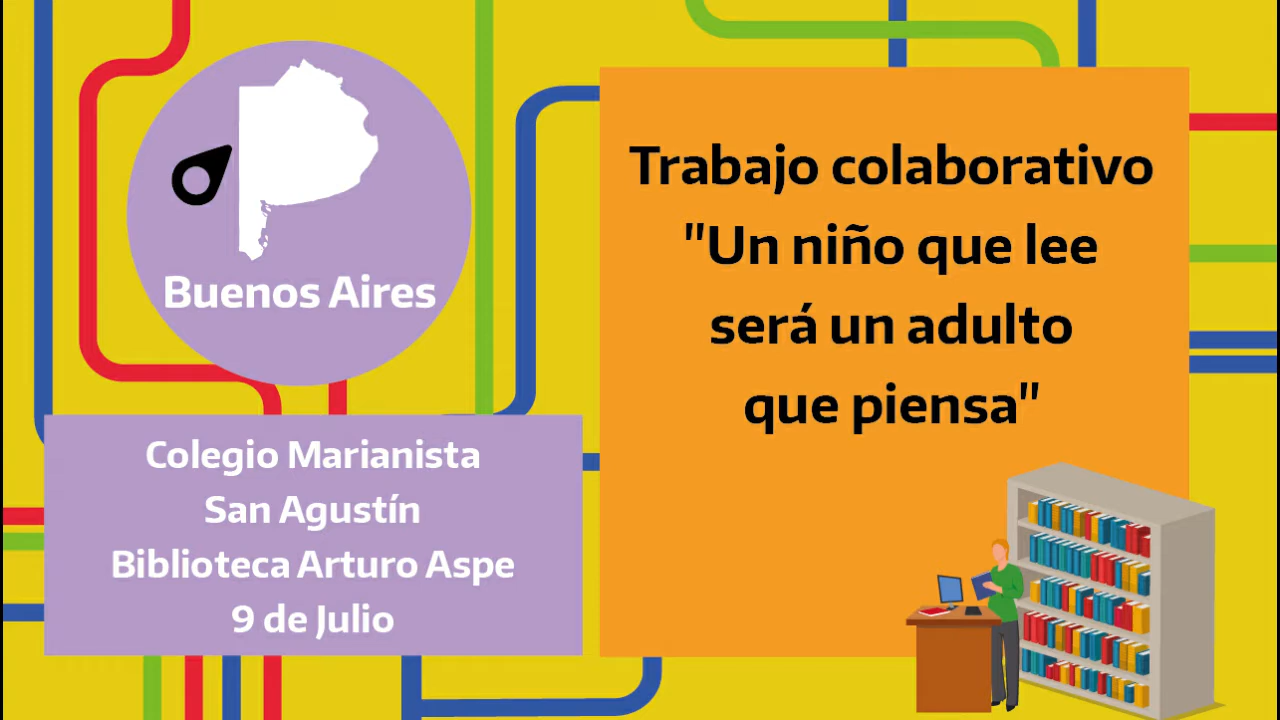 Buenos Aires
Colegio Marianista
San Agustín
Biblioteca Arturo Aspe
9 de Julio
Trabajo colaborativo
"Un niño que lee
será un adulto
que piensa"